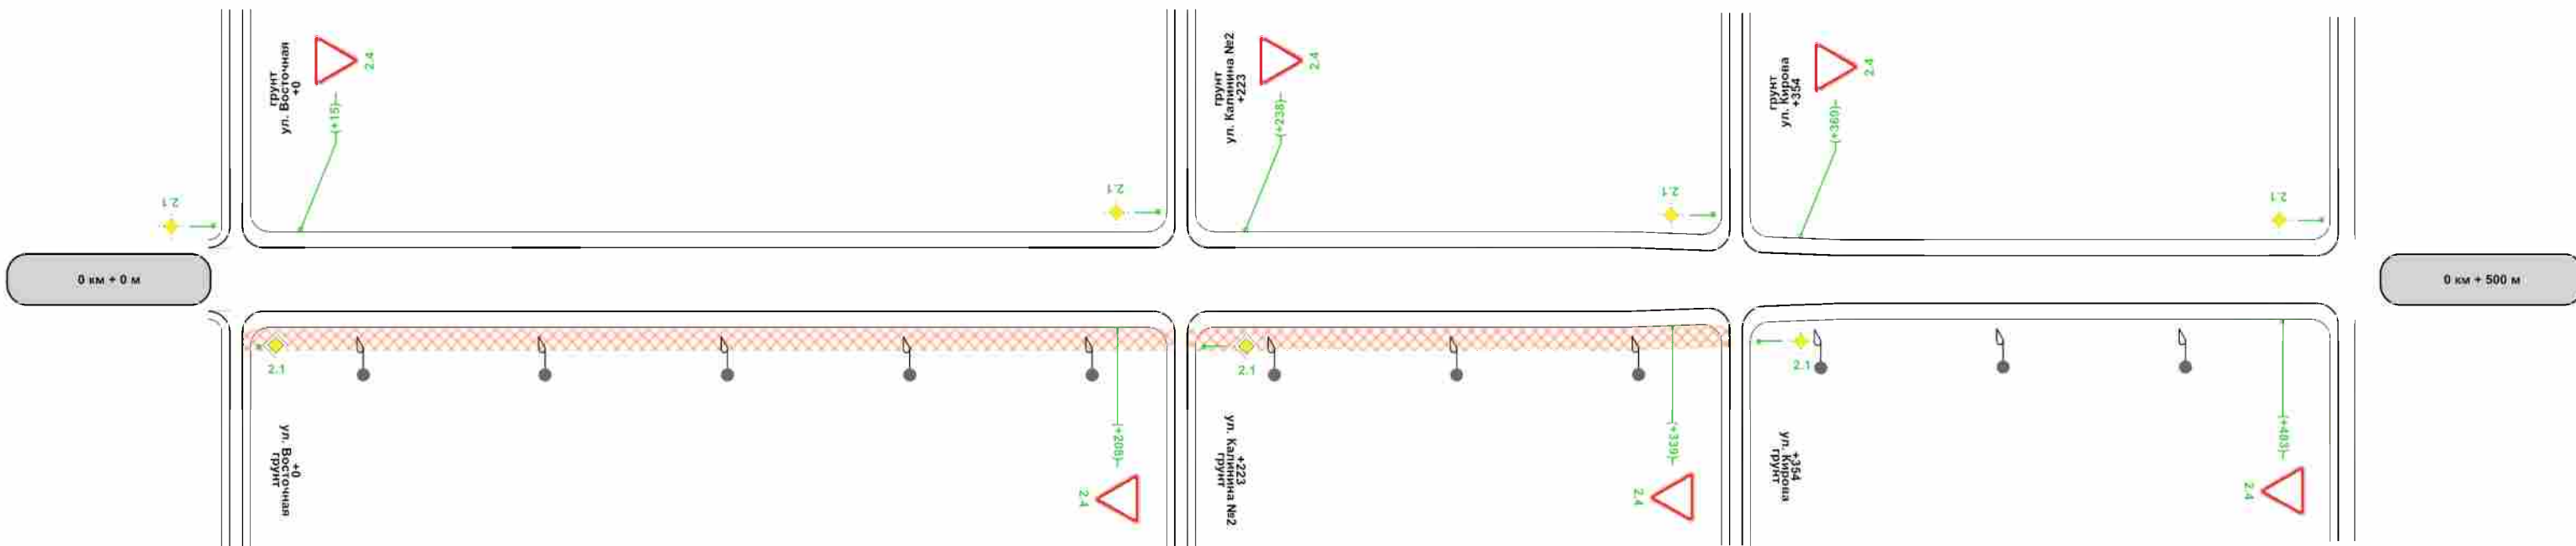 грунт
ул. Восточная
+0
2.4
(+15)
2.1
2.1
грунт
ул. Калинина №2
+223
2.4
(+238)
2.1
грунт
ул. Кирова
+354
2.4
(+369)
2.1
0 км + 0 м
0 км + 500 м
2.1
+0
ул. Восточная
грунт
(+208)
2.4
2.1
+223
ул. Калинина №2
грунт
(+339)
2.4
2.1
+354
ул. Кирова
грунт
(+483)
2.4